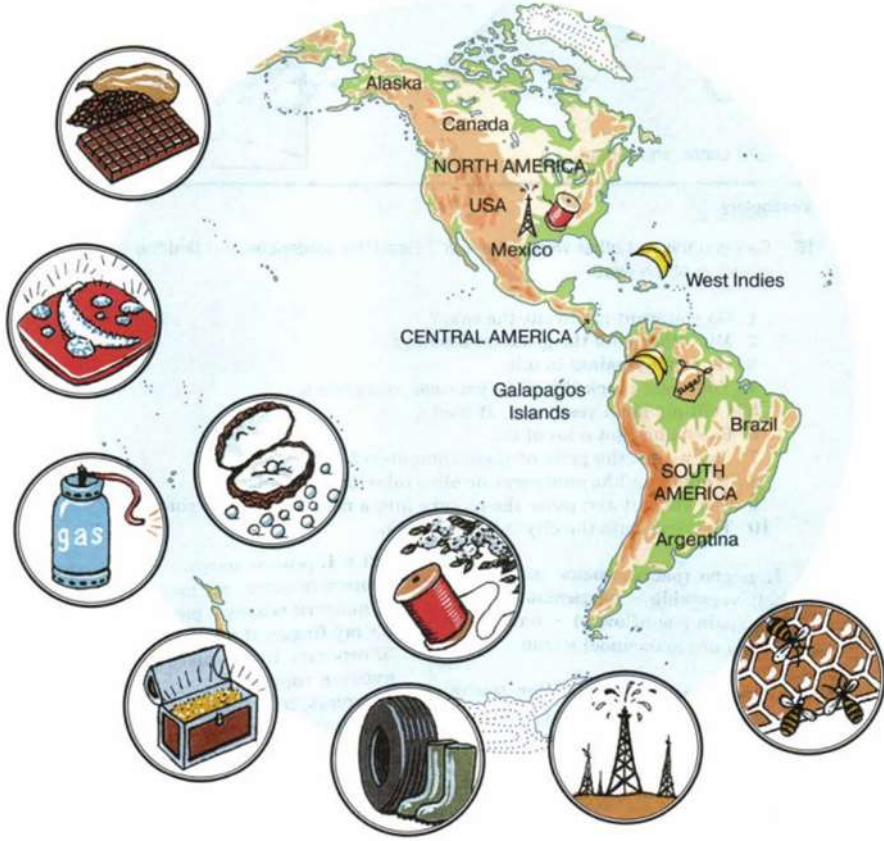 Alaska
Canada
NORTH AMERICA
USA
Mexico
West Indies
CENTRAL AMERICA
Galapagos
Islands
sugar
Brazil
SOUTH
AMERICA
Argentina
gas